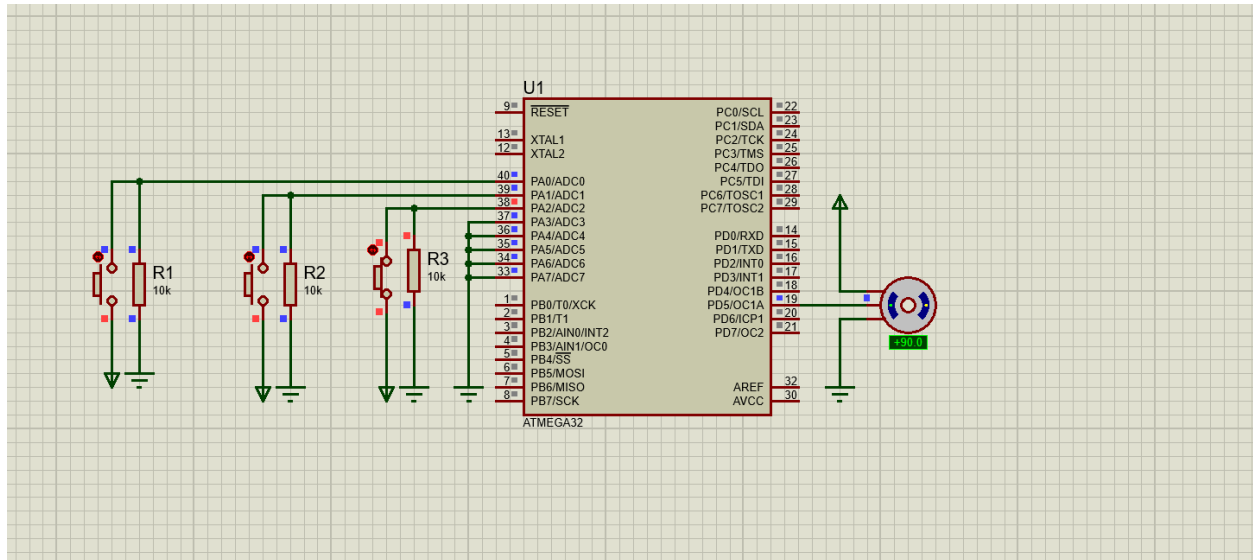 U1
9 RESET
13 XTAL1
12 XTAL2
40 PA0/ADC0
39 PA1/ADC1
38 PA2/ADC2
37 PA3/ADC3
36 PA4/ADC4
35 PA5/ADC5
34 PA6/ADC6
33 PA7/ADC7
1 PB0/T0/XCK
2 PB1/T1
3 PB2/AIN0/INT2
4 PB3/AIN1/OC0
5 PB4/SS
6 PB5/MOSI
7 PB6/MISO
8 PB7/SCK
PC0/SCL 22
PC1/SDA 23
PC2/TCK 24
PC3/TMS 25
PC4/TDO 26
PC5/TDI 27
PC6/TOSC1 28
PC7/TOSC2 29
PD0/RXD 14
PD1/TXD 15
PD2/INT0 16
PD3/INT1 17
PD4/OC1B 18
PD5/OC1A 19
PD6/ICP1 20
PD7/OC2 21
AREF 32
AVCC 30
ATMEGA32
R1
10k
R2
10k
R3
10k
+90.0